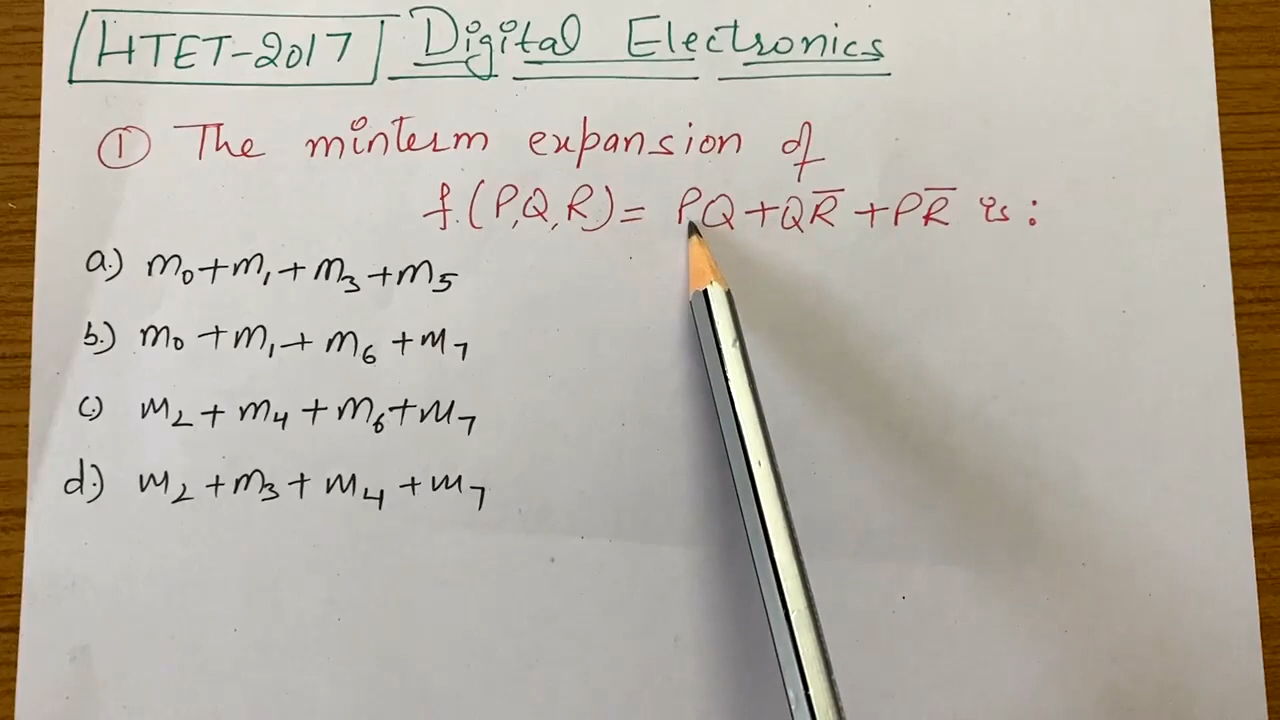 HTET-2017 Digital Electronics
① The minterm expansion of
f.(P,Q,R)= PQ+QR̅+PR̅ is:
a.) m₀+m₁+m₃+m₅
b.) m₀+m₁+m₆+m₇
c.) m₂+m₄+m₆+m₇
d.) m₂+m₃+m₄+m₇